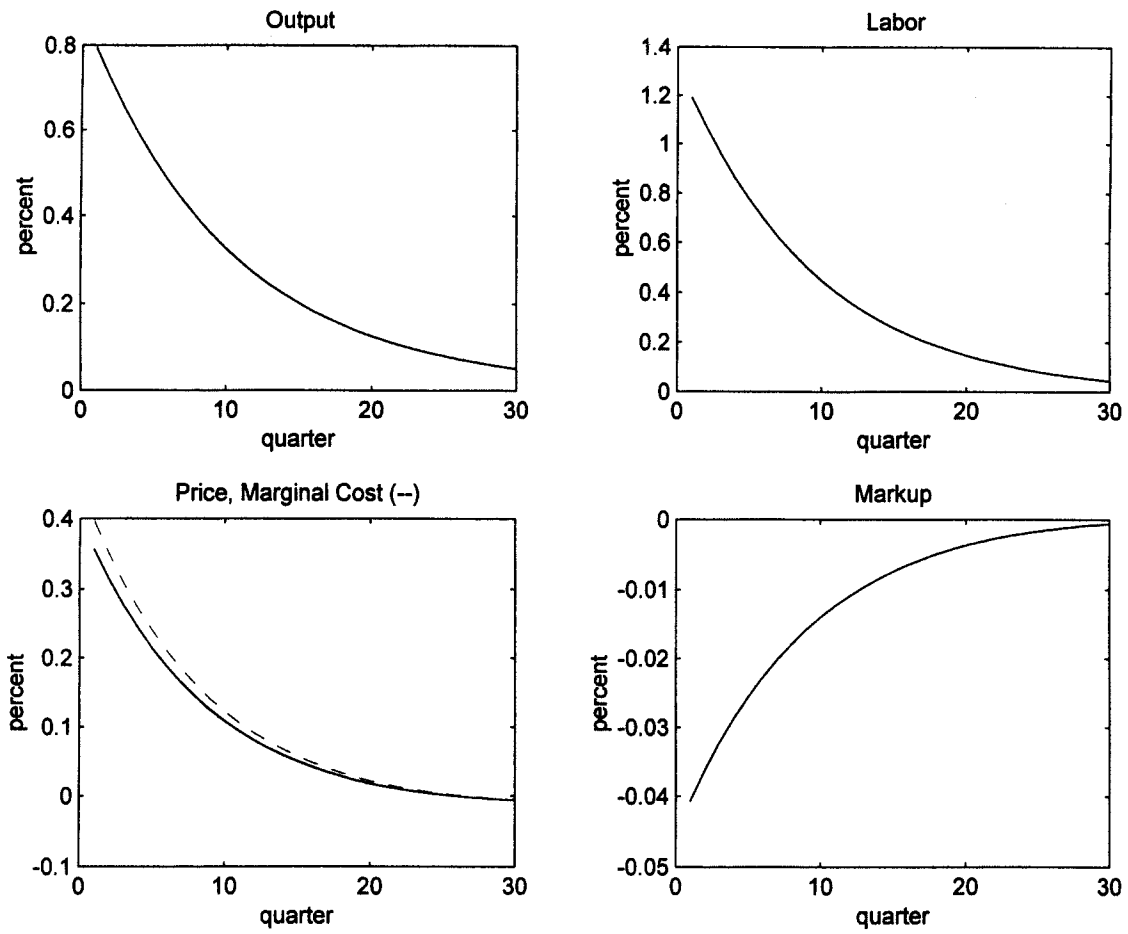 Output
0.8
0.6
0.4
0.2
0
percent
0 10 20 30
quarter
Labor
1.4
1.2
1
0.8
0.6
0.4
0.2
0
percent
0 10 20 30
quarter
Price, Marginal Cost (--)
0.4
0.3
0.2
0.1
0
-0.1
percent
0 10 20 30
quarter
Markup
0
-0.01
-0.02
-0.03
-0.04
-0.05
percent
0 10 20 30
quarter